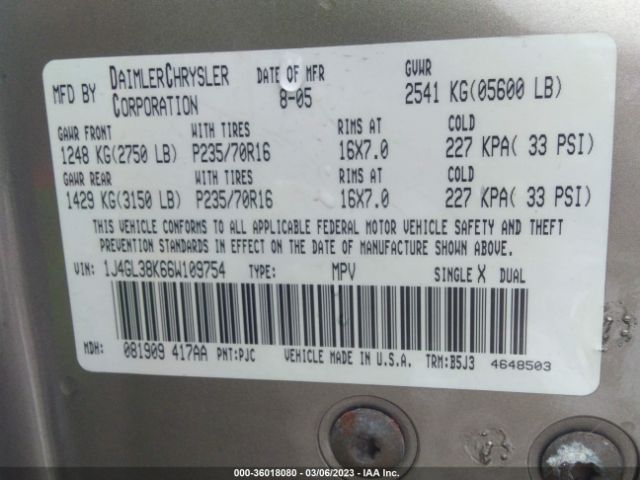 MFD BY DAIMLERCHRYSLER CORPORATION DATE OF MFR 8-05 GVWR 2541 KG(05600 LB)
GAWR FRONT WITH TIRES RIMS AT COLD
1248 KG(2750 LB) P235/70R16 16X7.0 227 KPA( 33 PSI)
GAWR REAR WITH TIRES RIMS AT COLD
1429 KG(3150 LB) P235/70R16 16X7.0 227 KPA( 33 PSI)
THIS VEHICLE CONFORMS TO ALL APPLICABLE FEDERAL MOTOR VEHICLE SAFETY AND THEFT
PREVENTION STANDARDS IN EFFECT ON THE DATE OF MANUFACTURE SHOWN ABOVE.
VIN: 1J4GL38K66W109754 TYPE: MPV SINGLE X DUAL
MDH: 081909 417AA PNT:PJC VEHICLE MADE IN U.S.A. TRM:B5J3 4648503
000-36018080 - 03/06/2023 - IAA Inc.